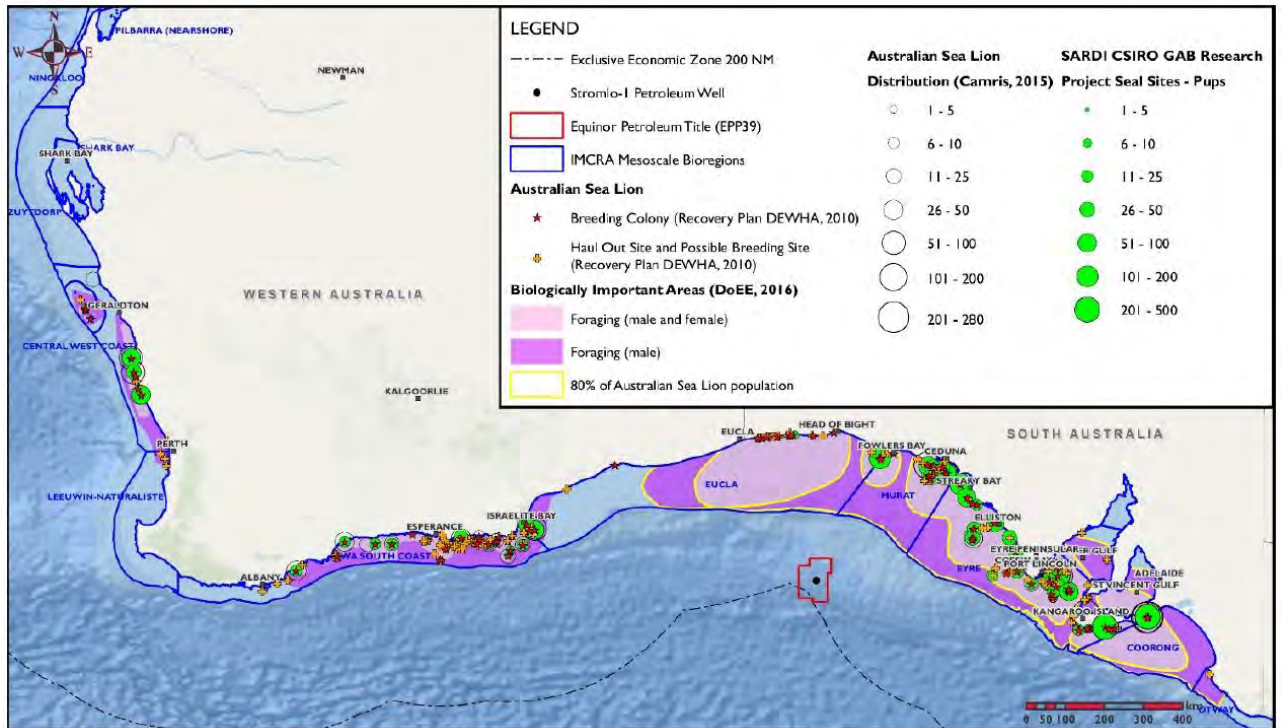 N
W
E
S
PILBARRA (NEARSHORE)
NINGALOO
NEWMAN
SHARK BAY
SHARK BAY
ZUYTDORP
WESTERN AUSTRALIA
GERALDTON
CENTRAL WEST COAST
KALGOORLIE
PERTH
LEEUWIN-NATURALISTE
ALBANY
WA SOUTH COAST
ESPERANCE
ISRAELITE BAY
EUCLA
HEAD OF BIGHT
EUCLA
FOWLERS BAY
CEDUNA
SOUTH AUSTRALIA
MURAT
STREAKY BAY
ELLISTON
EYRE PENINSULAR
GULF
EYRE
PORT LINCOLN
ADELAIDE
ST VINCENT GULF
KANGAROO ISLAND
COORONG
OTWAY
km
0 50 100 200 300 400
LEGEND
Exclusive Economic Zone 200 NM
Stromlo-1 Petroleum Well
Equinor Petroleum Title (EPP39)
IMCRA Mesoscale Bioregions
Australian Sea Lion
Breeding Colony (Recovery Plan DEWHA, 2010)
Haul Out Site and Possible Breeding Site
(Recovery Plan DEWHA, 2010)
Biologically Important Areas (DoEE, 2016)
Foraging (male and female)
Foraging (male)
80% of Australian Sea Lion population
Australian Sea Lion
Distribution (Camris, 2015)
1 - 5
6 - 10
11 - 25
26 - 50
51 - 100
101 - 200
201 - 280
SARDI CSIRO GAB Research
Project Seal Sites - Pups
1 - 5
6 - 10
11 - 25
26 - 50
51 - 100
101 - 200
201 - 500